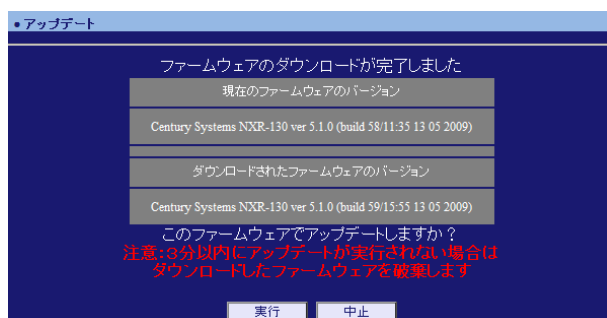 •アップデート
ファームウェアのダウンロードが完了しました
現在のファームウェアのバージョン
Century Systems NXR-130 ver 5.1.0 (build 58/11:35 13 05 2009)
ダウンロードされたファームウェアのバージョン
Century Systems NXR-130 ver 5.1.0 (build 59/15:55 13 05 2009)
このファームウェアでアップデートしますか？
注意:３分以内にアップデートが実行されない場合は
ダウンロードしたファームウェアを破棄します
実行 中止